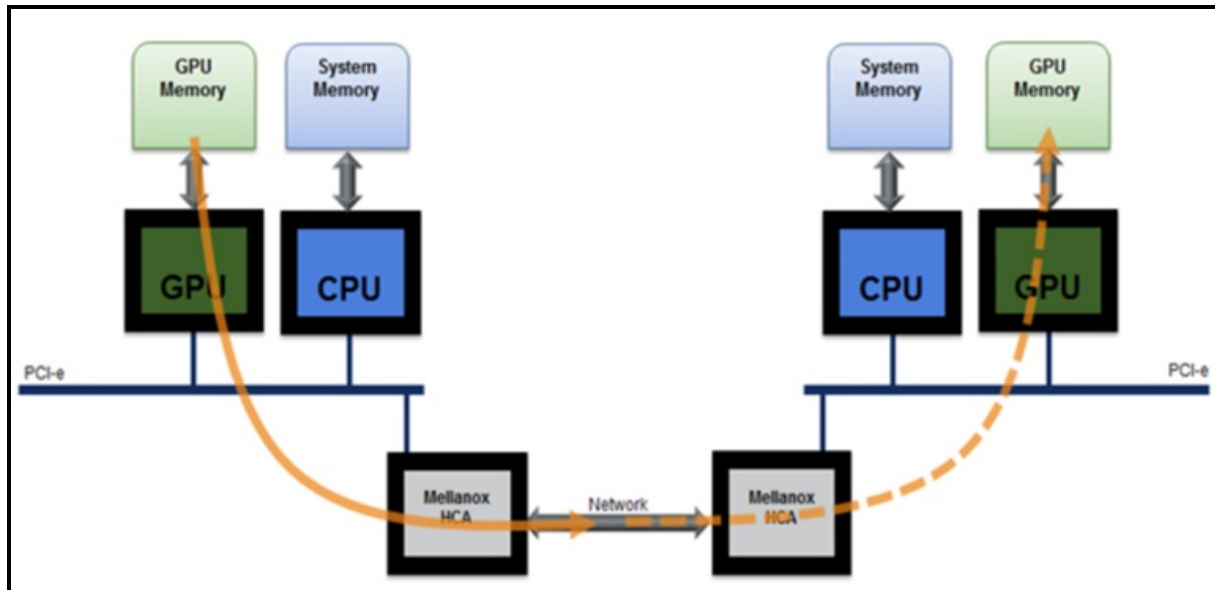 GPU
Memory
System
Memory
System
Memory
GPU
Memory
GPU
CPU
CPU
GPU
PCI-e
PCI-e
Mellanox
HCA
Network
Mellanox
HCA